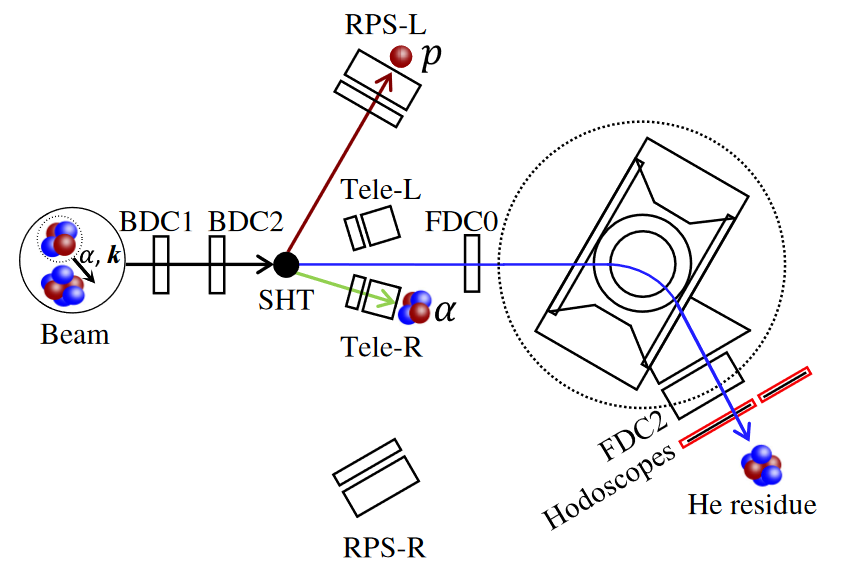 RPS-L
p
Tele-L
BDC1 BDC2 FDC0
α, k
SHT
Beam
α
Tele-R
FDC2
Hodoscopes
He residue
RPS-R